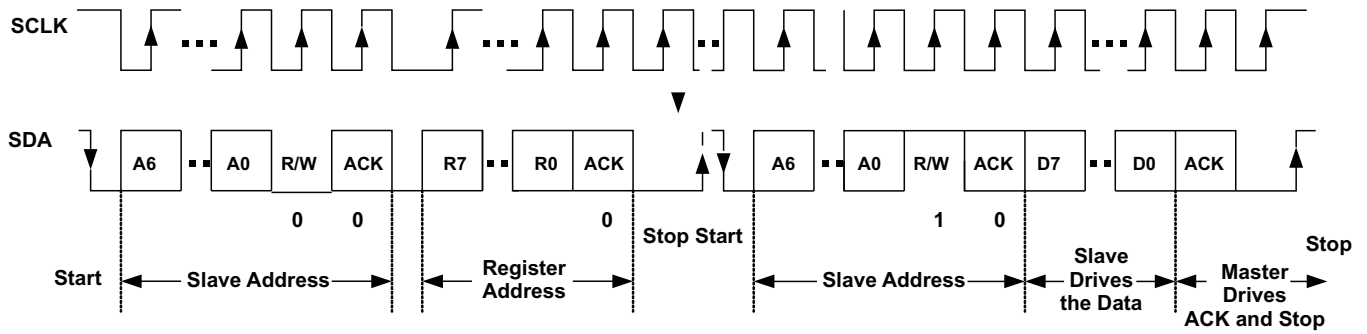 SCLK
SDA
A6
A0
R/W
ACK
R7
R0
ACK
A6
A0
R/W
ACK
D7
D0
ACK
0
0
0
1
0
Start
Slave Address
Register
Address
Stop Start
Slave Address
Slave
Drives
the Data
Master
Drives
ACK and Stop
Stop